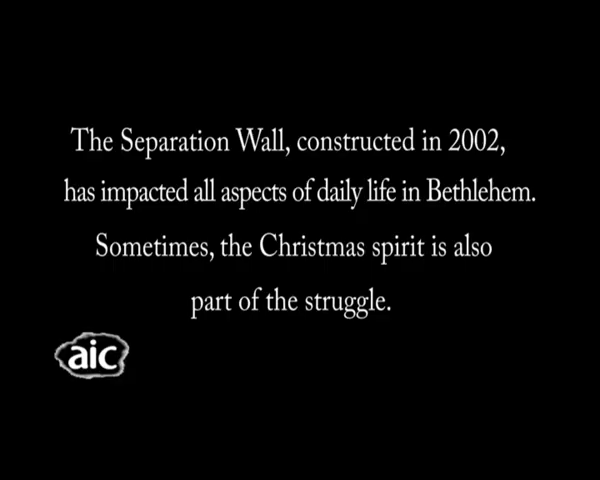 The Separation Wall, constructed in 2002,
has impacted all aspects of daily life in Bethlehem.
Sometimes, the Christmas spirit is also
part of the struggle.
aic